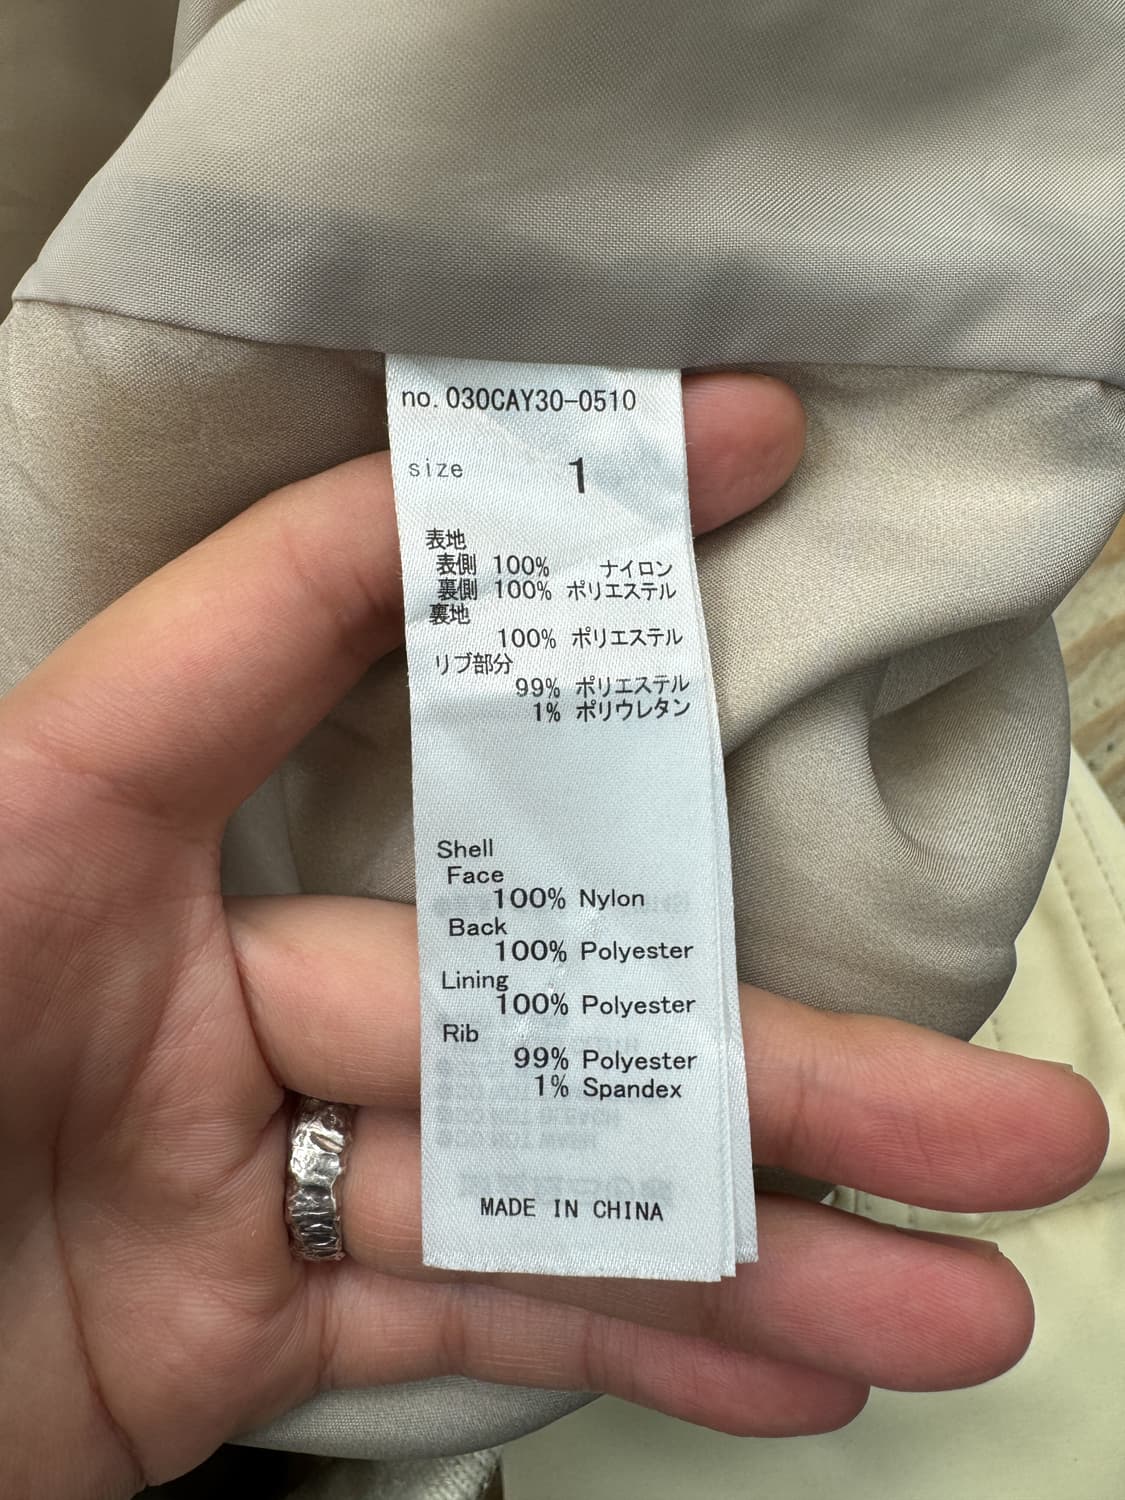 no. 030CAY30-0510
size 1
表地
表側 100% ナイロン
裏側 100% ポリエステル
裏地
100% ポリエステル
リブ部分
99% ポリエステル
1% ポリウレタン
Shell
Face
100% Nylon
Back
100% Polyester
Lining
100% Polyester
Rib
99% Polyester
1% Spandex
MADE IN CHINA